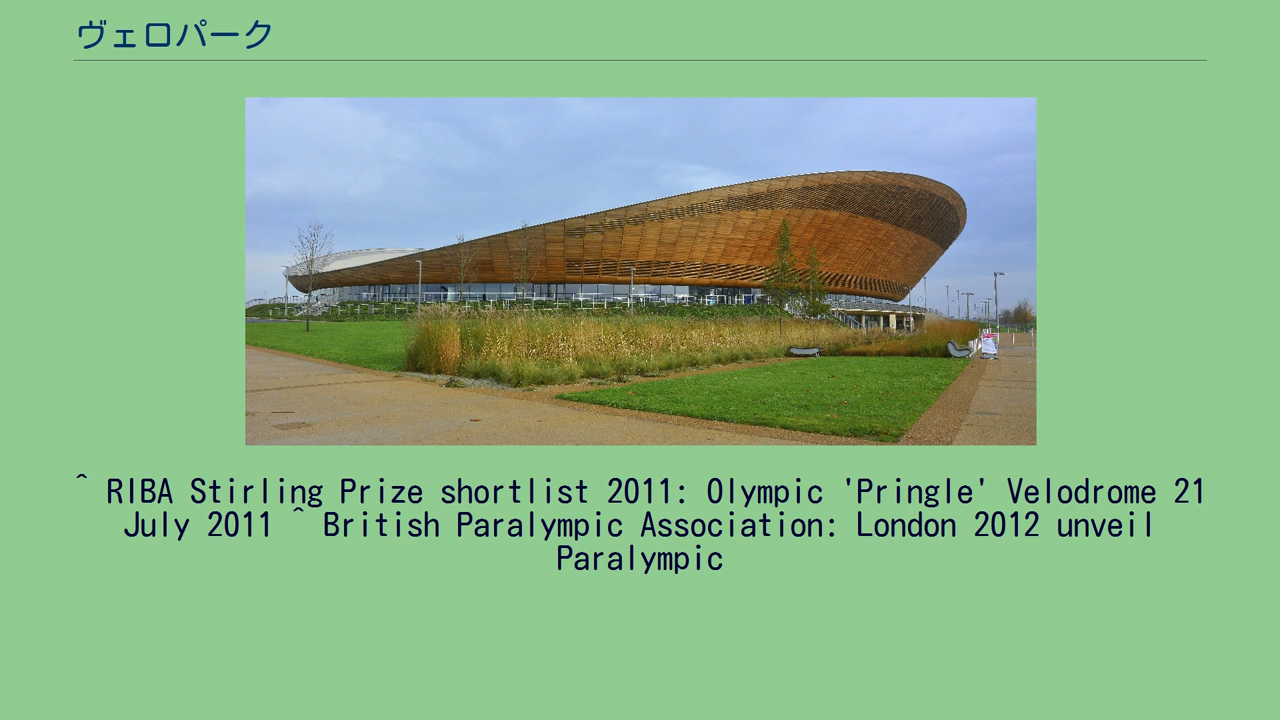 ヴェロパーク
^ RIBA Stirling Prize shortlist 2011: Olympic 'Pringle' Velodrome 21
July 2011 ^ British Paralympic Association: London 2012 unveil
Paralympic